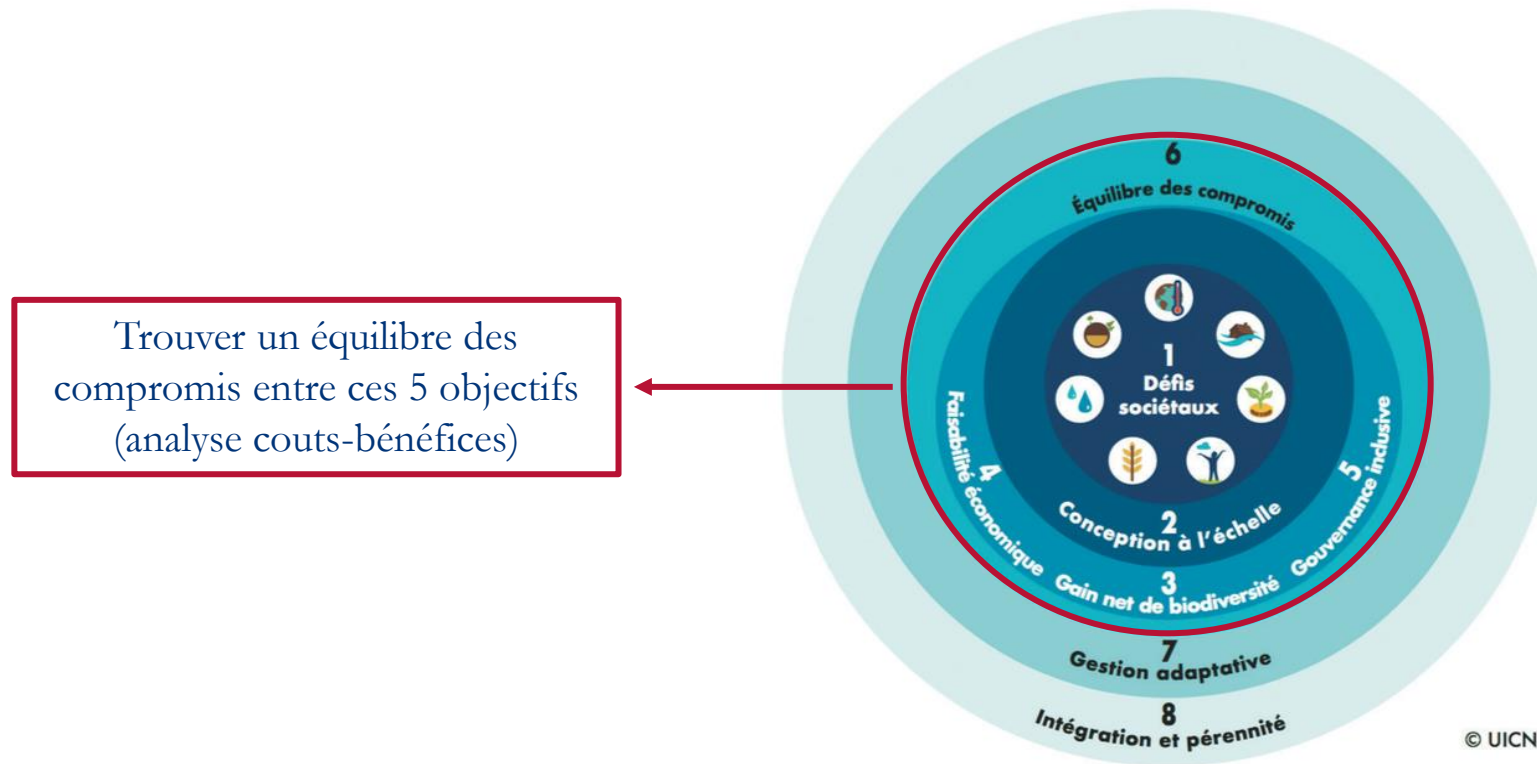 Trouver un équilibre des
compromis entre ces 5 objectifs
(analyse couts-bénéfices)
6
Équilibre des compromis
1
Défis
sociétaux
4
Faisabilité économique
5
Gouvernance inclusive
2
Conception à l'échelle
3
Gain net de biodiversité
7
Gestion adaptative
8
Intégration et pérennité
© UICN